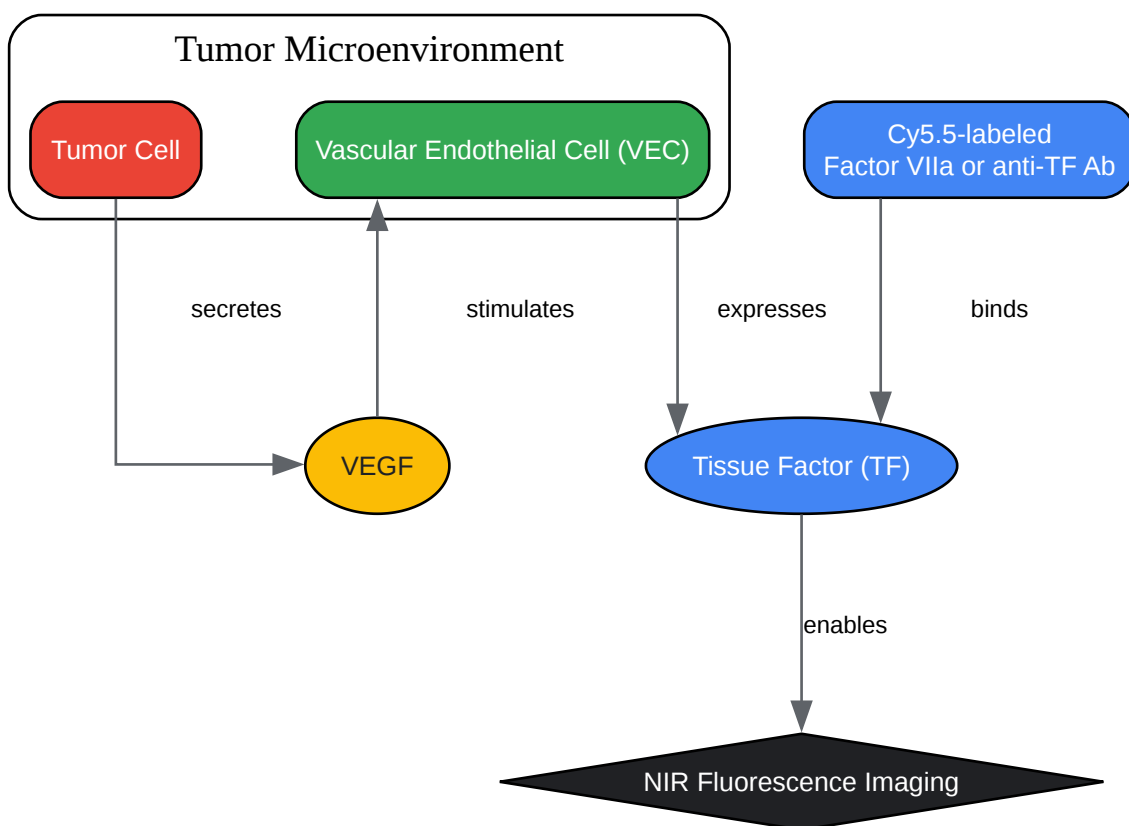 Tumor Microenvironment
Tumor Cell
Vascular Endothelial Cell (VEC)
Cy5.5-labeled
Factor VIIa or anti-TF Ab
secretes
stimulates
expresses
binds
VEGF
Tissue Factor (TF)
enables
NIR Fluorescence Imaging